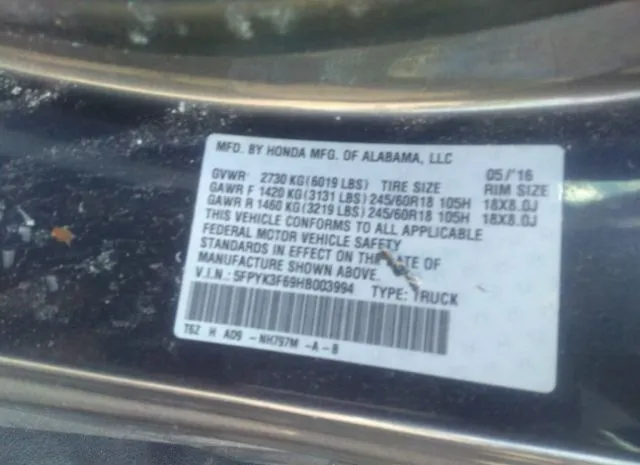 MFD. BY HONDA MFG. OF ALABAMA, LLC 05/'16
GVWR 2730 KG(6019 LBS) TIRE SIZE RIM SIZE
GAWR F 1420 KG(3131 LBS) 245/60R18 105H 18X8.0J
GAWR R 1460 KG(3219 LBS) 245/60R18 105H 18X8.0J
THIS VEHICLE CONFORMS TO ALL APPLICABLE
FEDERAL MOTOR VEHICLE SAFETY
STANDARDS IN EFFECT ON THE DATE OF
MANUFACTURE SHOWN ABOVE.
V.I.N.: 5FPYK3F69HB003994 TYPE: TRUCK
T6Z H A09 -NH797M -A-B